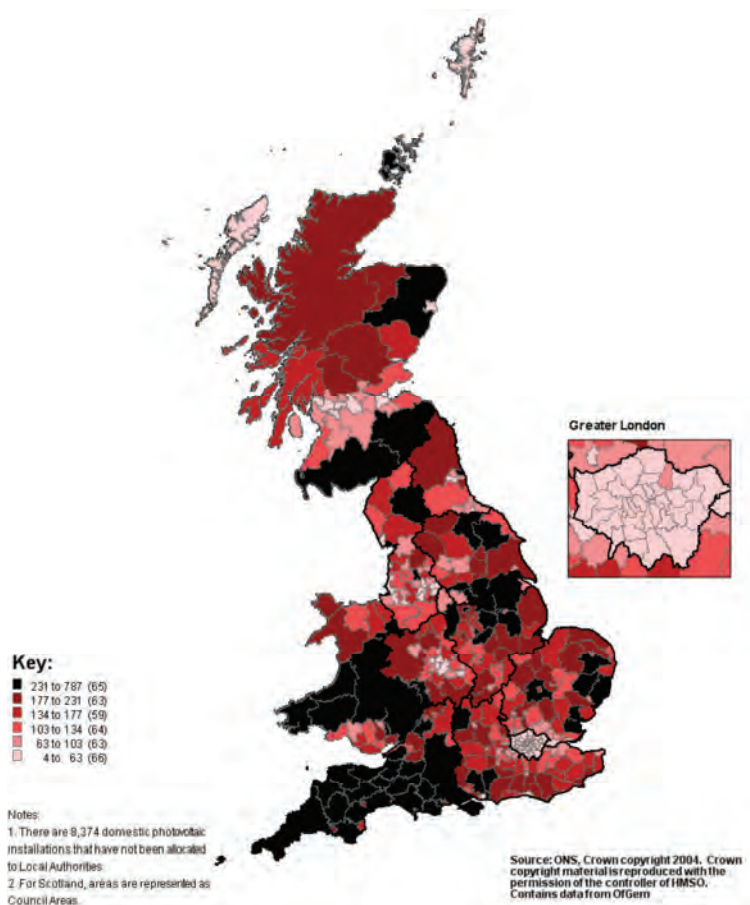 Greater London
Key:
231 to 787 (65)
177 to 231 (63)
134 to 177 (59)
103 to 134 (64)
63 to 103 (63)
4 to 63 (66)
Notes:
1. There are 8,374 domestic photovoltaic
installations that have not been allocated
to Local Authorities
2 For Scotland, areas are represented as
Council Areas.
Source: ONS, Crown copyright 2004. Crown
copyright material is reproduced with the
permission of the controller of HMSO.
Contains data from OfGem